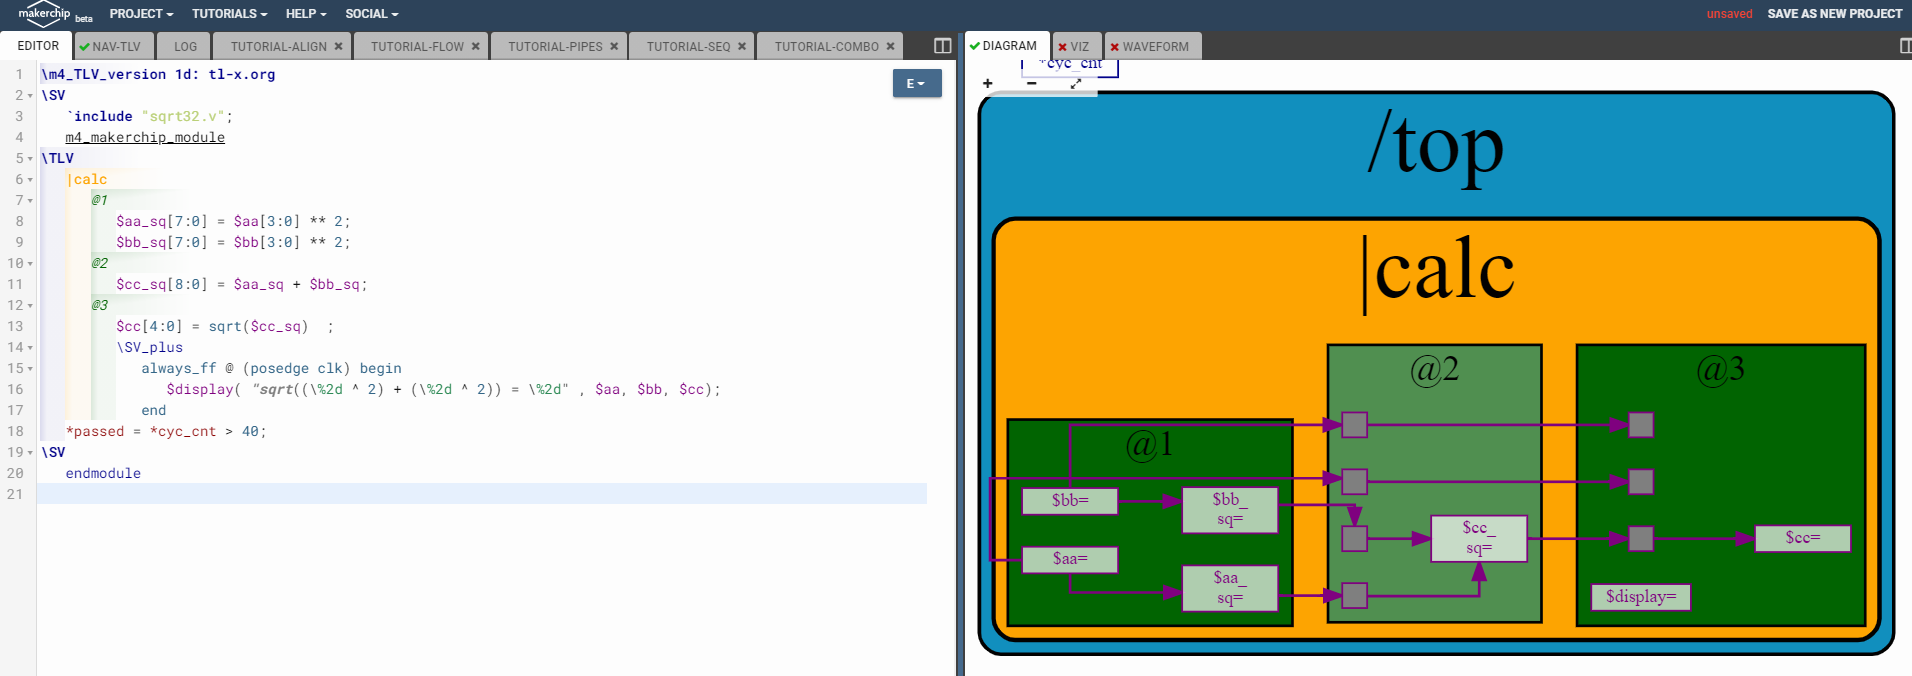 makerchip beta PROJECT TUTORIALS HELP SOCIAL unsaved SAVE AS NEW PROJECT
EDITOR NAV-TLV LOG TUTORIAL-ALIGN TUTORIAL-FLOW TUTORIAL-PIPES TUTORIAL-SEQ TUTORIAL-COMBO DIAGRAM VIZ WAVEFORM
E
1 \m4_TLV_version 1d: tl-x.org
2 \SV
3 `include "sqrt32.v";
4 m4_makerchip_module
5 \TLV
6 |calc
7 @1
8 $aa_sq[7:0] = $aa[3:0] ** 2;
9 $bb_sq[7:0] = $bb[3:0] ** 2;
10 @2
11 $cc_sq[8:0] = $aa_sq + $bb_sq;
12 @3
13 $cc[4:0] = sqrt($cc_sq) ;
14 \SV_plus
15 always_ff @ (posedge clk) begin
16 $display( "sqrt((\%2d ^ 2) + (\%2d ^ 2)) = \%2d" , $aa, $bb, $cc);
17 end
18 *passed = *cyc_cnt > 40;
19 \SV
20 endmodule
21
*cyc_cnt
+ −
/top
|calc
@1
$bb=
$bb_
sq=
$aa=
$aa_
sq=
@2
$cc_
sq=
@3
$cc=
$display=